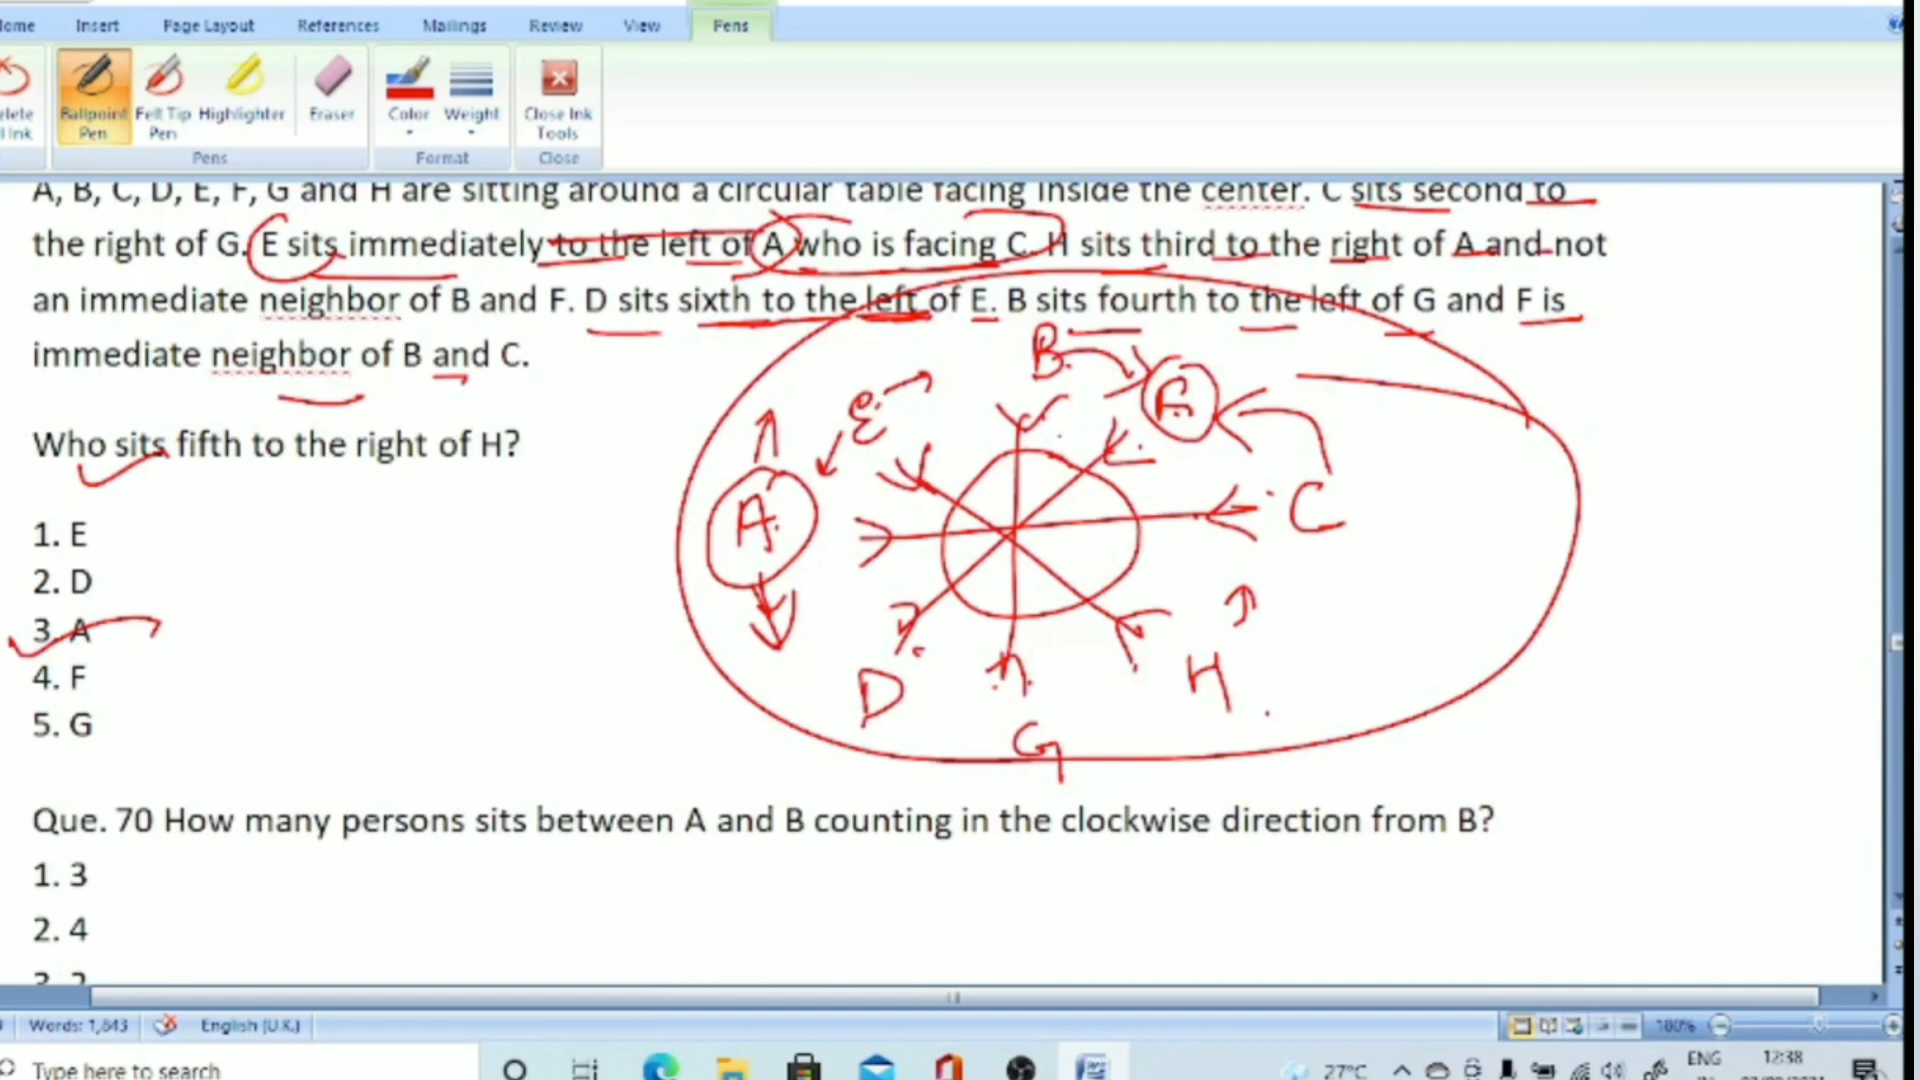 ome Insert Page Layout References Mailings Review View Pens
elete Ballpoint Felt Tip Highlighter Eraser Color Weight Close Ink
l Ink Pen Pen Tools
Pens Format Close
A, B, C, D, E, F, G and H are sitting around a circular table facing inside the center. C sits second to
the right of G. E sits immediately to the left of A who is facing C. H sits third to the right of A and not
an immediate neighbor of B and F. D sits sixth to the left of E. B sits fourth to the left of G and F is
immediate neighbor of B and C.
B
E
Who sits fifth to the right of H?
A
C
1. E
2. D
3. A
4. F
D
H
5. G
G
Que. 70 How many persons sits between A and B counting in the clockwise direction from B?
1. 3
2. 4
3. 2
Words: 1,643 English (U.K.) 180%
Type here to search 27°C ENG 12:38